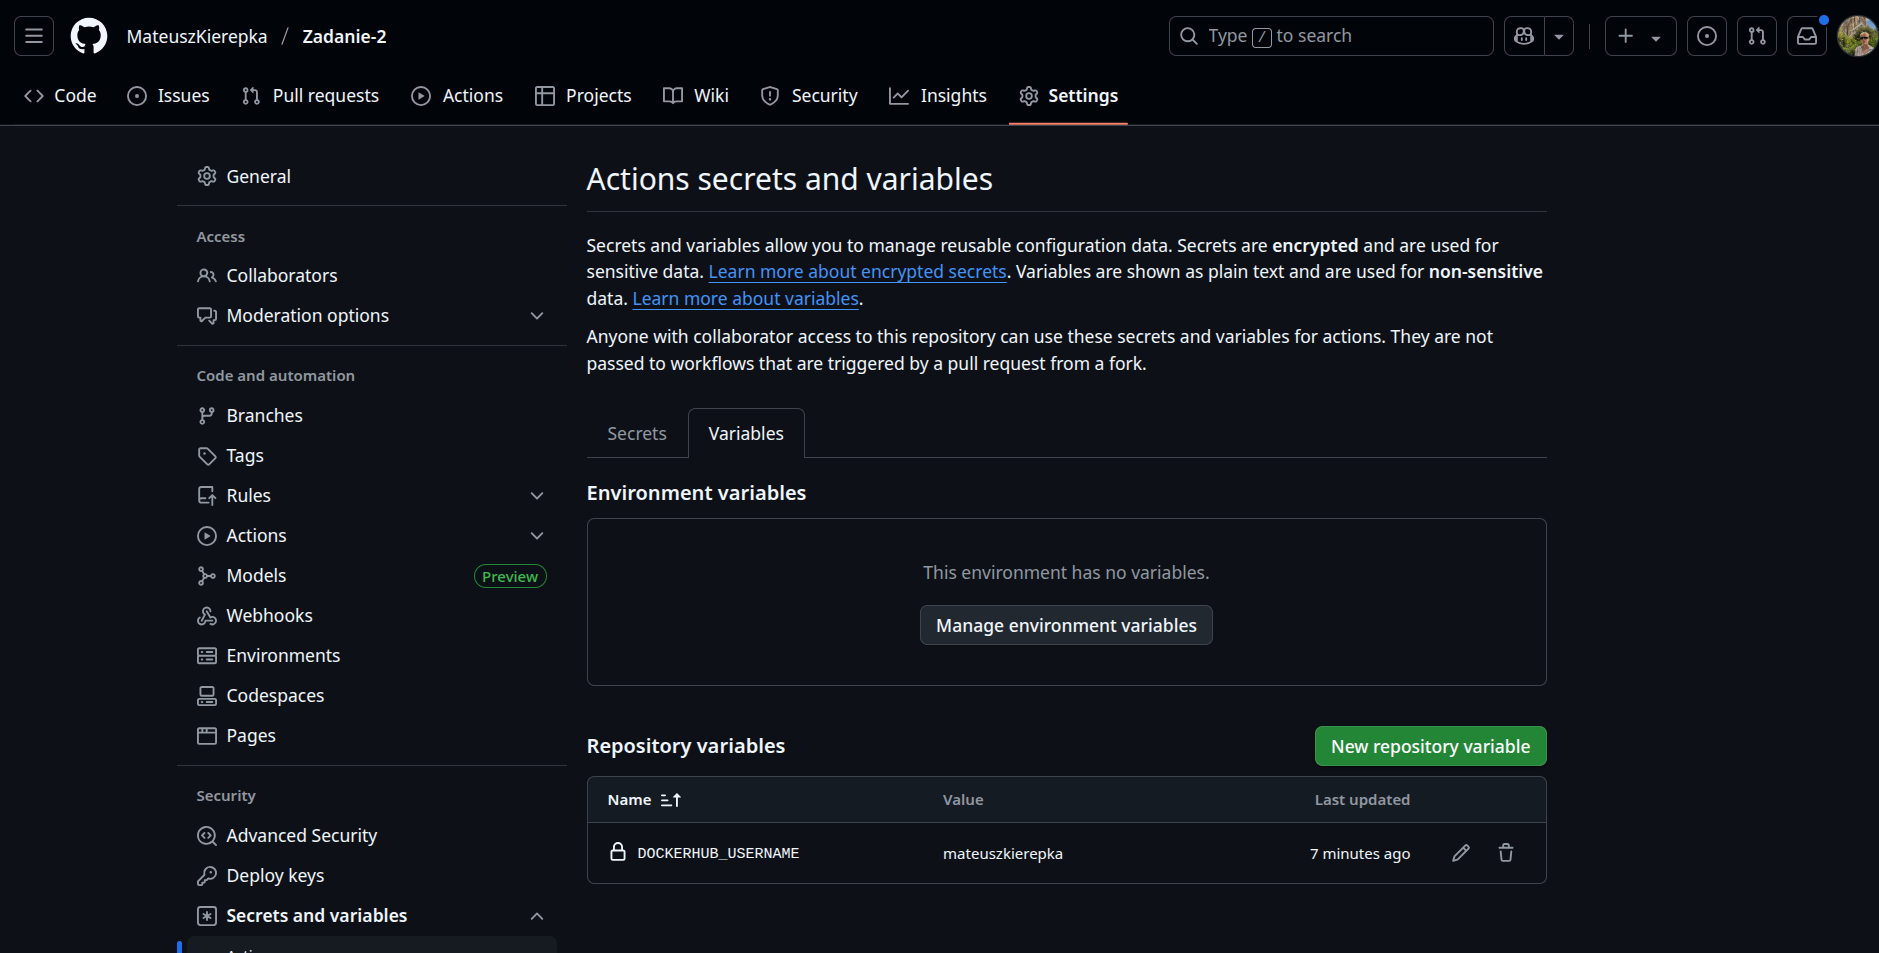 MateuszKierepka / Zadanie-2
Type / to search
Code
Issues
Pull requests
Actions
Projects
Wiki
Security
Insights
Settings
General
Access
Collaborators
Moderation options
Code and automation
Branches
Tags
Rules
Actions
Models
Preview
Webhooks
Environments
Codespaces
Pages
Security
Advanced Security
Deploy keys
Secrets and variables
Actions secrets and variables
Secrets and variables allow you to manage reusable configuration data. Secrets are encrypted and are used for
sensitive data. Learn more about encrypted secrets. Variables are shown as plain text and are used for non-sensitive
data. Learn more about variables.
Anyone with collaborator access to this repository can use these secrets and variables for actions. They are not
passed to workflows that are triggered by a pull request from a fork.
Secrets
Variables
Environment variables
This environment has no variables.
Manage environment variables
Repository variables
New repository variable
Name Value Last updated
DOCKERHUB_USERNAME mateuszkierepka 7 minutes ago